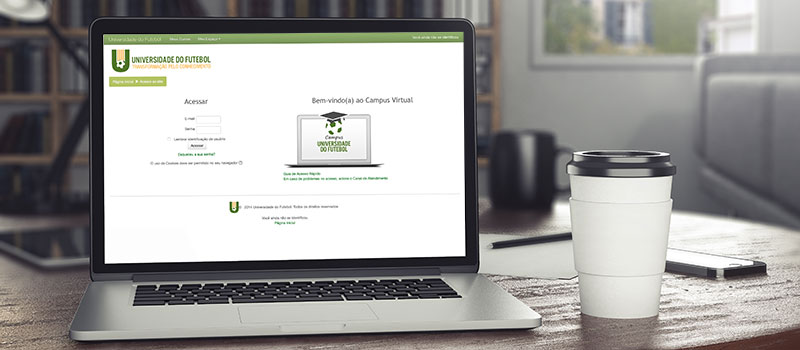 Universidade do Futebol
Meus Cursos
Você ainda não se identificou
UNIVERSIDADE DO FUTEBOL
TRANSFORMAÇÃO PELO CONHECIMENTO
Página inicial
Acesso ao site
Acessar
Bem-vindo(a) ao Campus Virtual
E-mail
Senha
Lembrar identificação de usuário
Acessar
Esqueceu a sua senha?
O uso de Cookies deve ser permitido no seu navegador
Campus
UNIVERSIDADE
DO FUTEBOL
Guia de Acesso Rápido
Em caso de problemas no acesso, acione o Canal de Atendimento
Universidade do Futebol. Todos os direitos reservados
Você ainda não se identificou
Página inicial